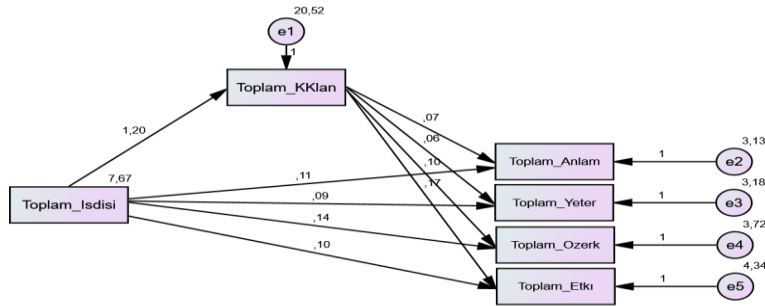 20,52
e1
1
Toplam_KKlan
1,20
,07
,06
,10
,17
3,13
Toplam_Anlam
1
e2
7,67
Toplam_Isdisi
,11
,09
,14
,10
3,18
Toplam_Yeter
1
e3
3,72
Toplam_Ozerk
1
e4
4,34
Toplam_Etkı
1
e5